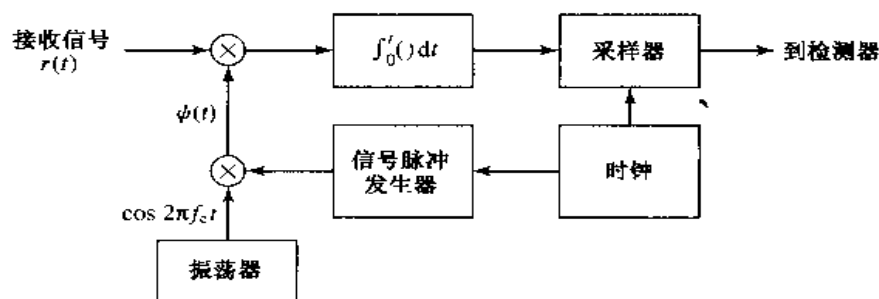 接收信号
r(t)
∫₀ᵗ( )dt
采样器
到检测器
ψ(t)
信号脉冲
发生器
时钟
cos 2πf_c t
振荡器